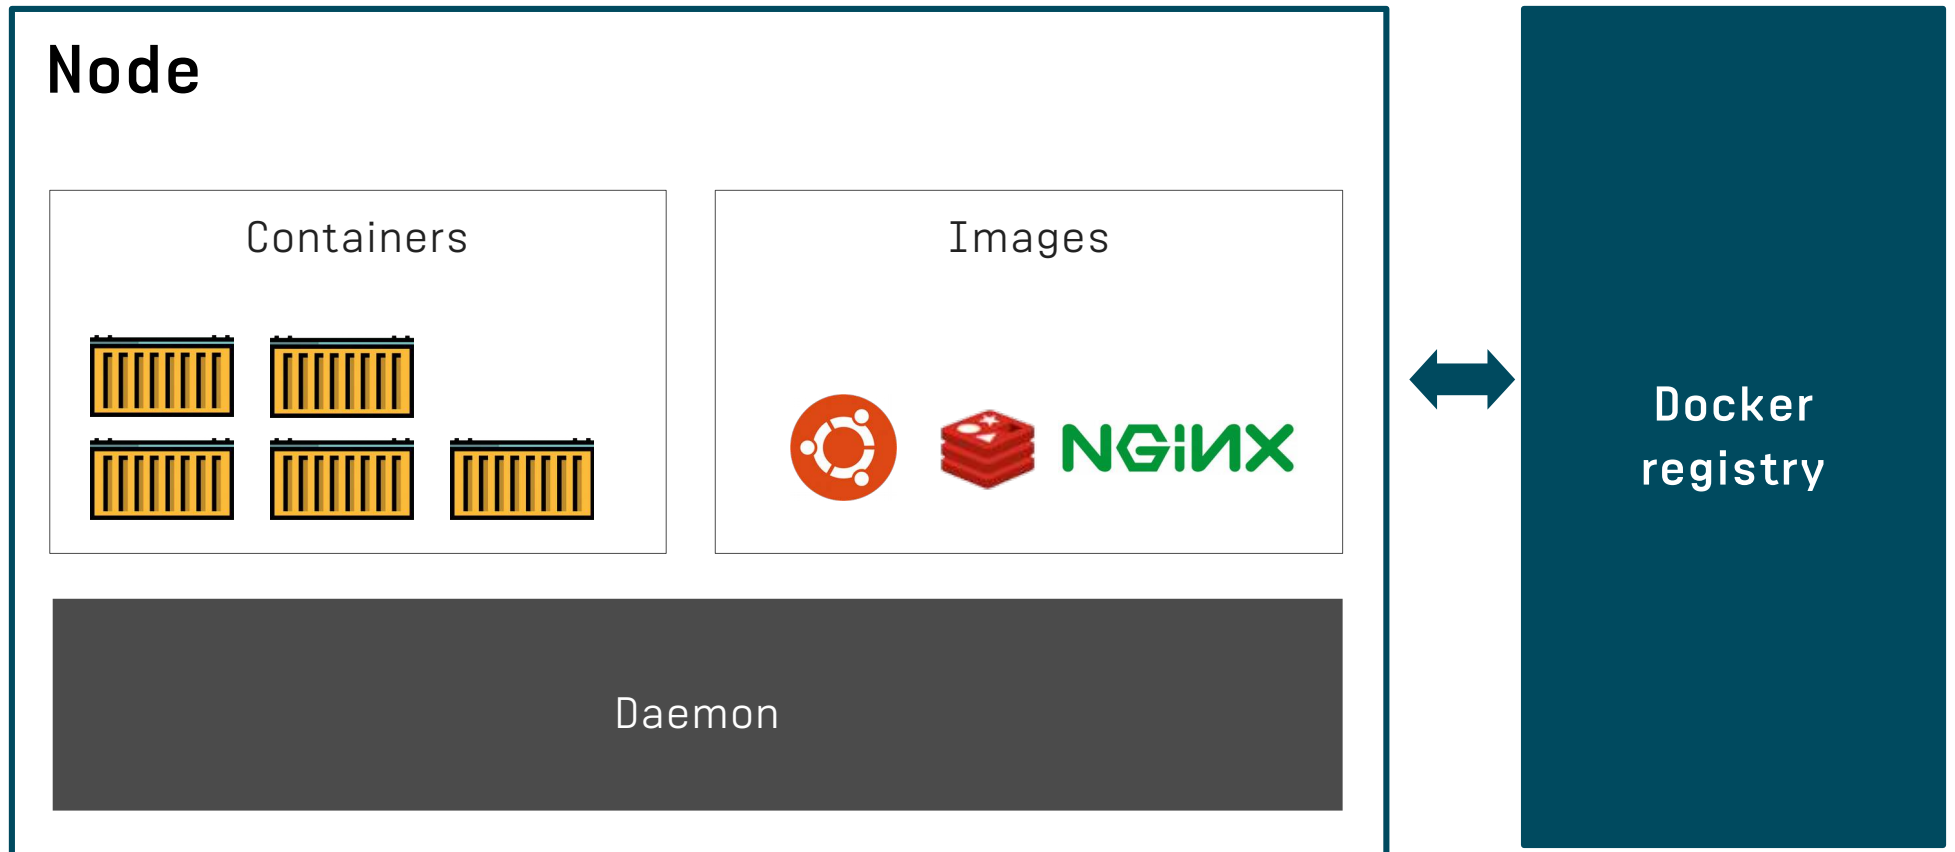 Node
Containers
Images
NGINX
Docker
registry
Daemon